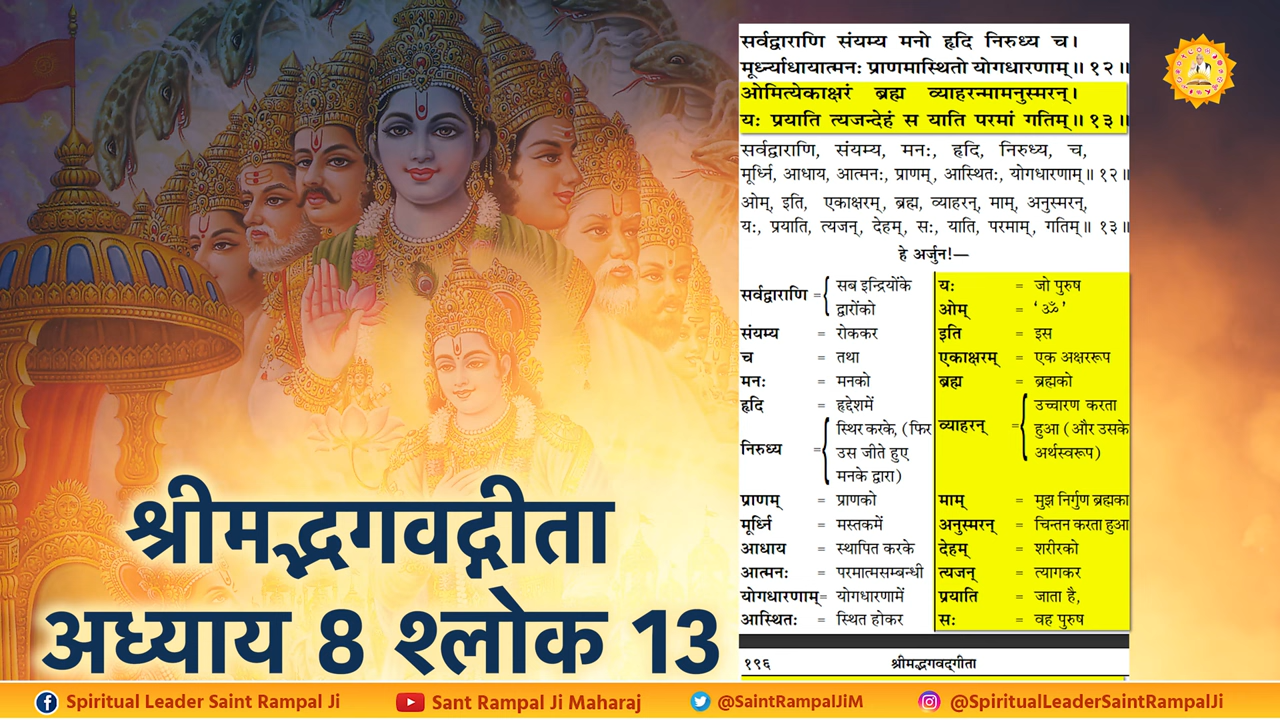 सर्वद्वाराणि संयम्य मनो हृदि निरुध्य च।
मूर्ध्न्याधायात्मनः प्राणमास्थितो योगधारणाम्॥ १२॥
ओमित्येकाक्षरं ब्रह्म व्याहरन्मामनुस्मरन्।
यः प्रयाति त्यजन्देहं स याति परमां गतिम्॥ १३॥
सर्वद्वाराणि, संयम्य, मनः, हृदि, निरुध्य, च,
मूर्ध्नि, आधाय, आत्मनः, प्राणम्, आस्थितः, योगधारणाम्॥ १२॥
ओम्, इति, एकाक्षरम्, ब्रह्म, व्याहरन्, माम्, अनुस्मरन्,
यः, प्रयाति, त्यजन्, देहम्, सः, याति, परमाम्, गतिम्॥ १३॥
हे अर्जुन!—
सर्वद्वाराणि = { सब इन्द्रियोंके
द्वारोंको
संयम्य = रोककर
च = तथा
मनः = मनको
हृदि = हृद्देशमें
निरुध्य = { स्थिर करके, (फिर
उस जीते हुए
मनके द्वारा)
प्राणम् = प्राणको
मूर्ध्नि = मस्तकमें
आधाय = स्थापित करके
आत्मनः = परमात्मसम्बन्धी
योगधारणाम् = योगधारणामें
आस्थितः = स्थित होकर
यः = जो पुरुष
ओम् = ‘ॐ’
इति = इस
एकाक्षरम् = एक अक्षररूप
ब्रह्म = ब्रह्मको
व्याहरन् = { उच्चारण करता
हुआ (और उसके
अर्थस्वरूप)
माम् = मुझ निर्गुण ब्रह्मका
अनुस्मरन् = चिन्तन करता हुआ
देहम् = शरीरको
त्यजन् = त्यागकर
प्रयाति = जाता है,
सः = वह पुरुष
११६ श्रीमद्भगवद्‌गीता
श्रीमद्भगवद्गीता
अध्याय 8 श्लोक 13
Spiritual Leader Saint Rampal Ji
Sant Rampal Ji Maharaj
@SaintRampalJiM
@SpiritualLeaderSaintRampalJi